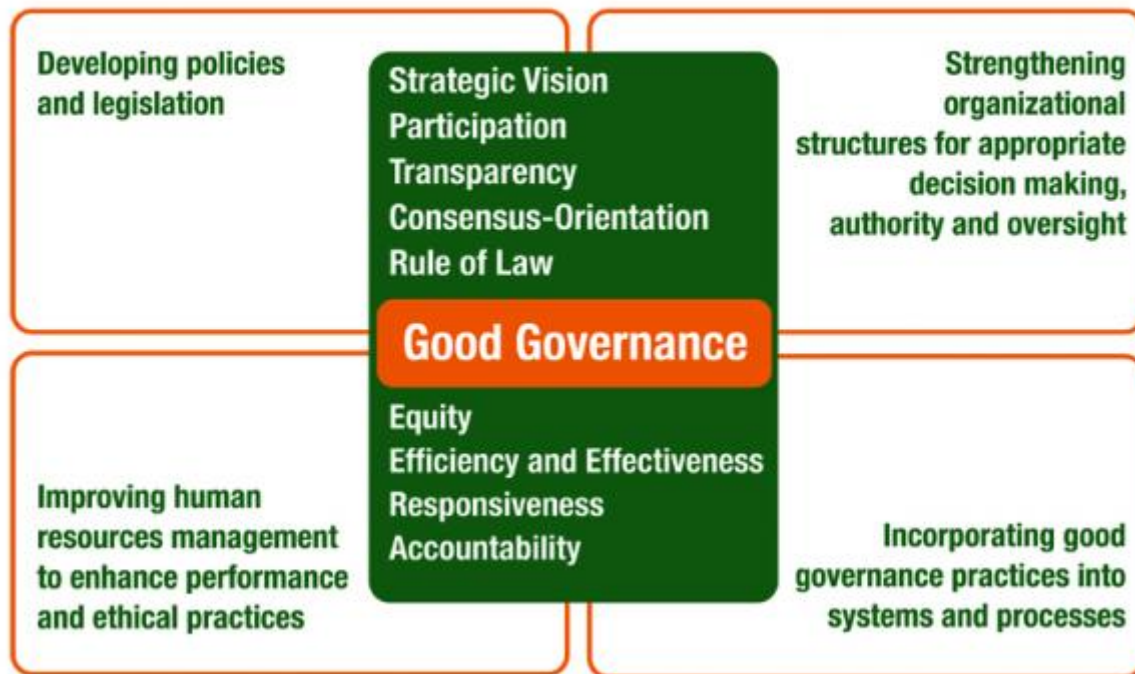 Developing policies
and legislation
Strategic Vision
Participation
Transparency
Consensus-Orientation
Rule of Law
Strengthening
organizational
structures for appropriate
decision making,
authority and oversight
Good Governance
Improving human
resources management
to enhance performance
and ethical practices
Equity
Efficiency and Effectiveness
Responsiveness
Accountability
Incorporating good
governance practices into
systems and processes